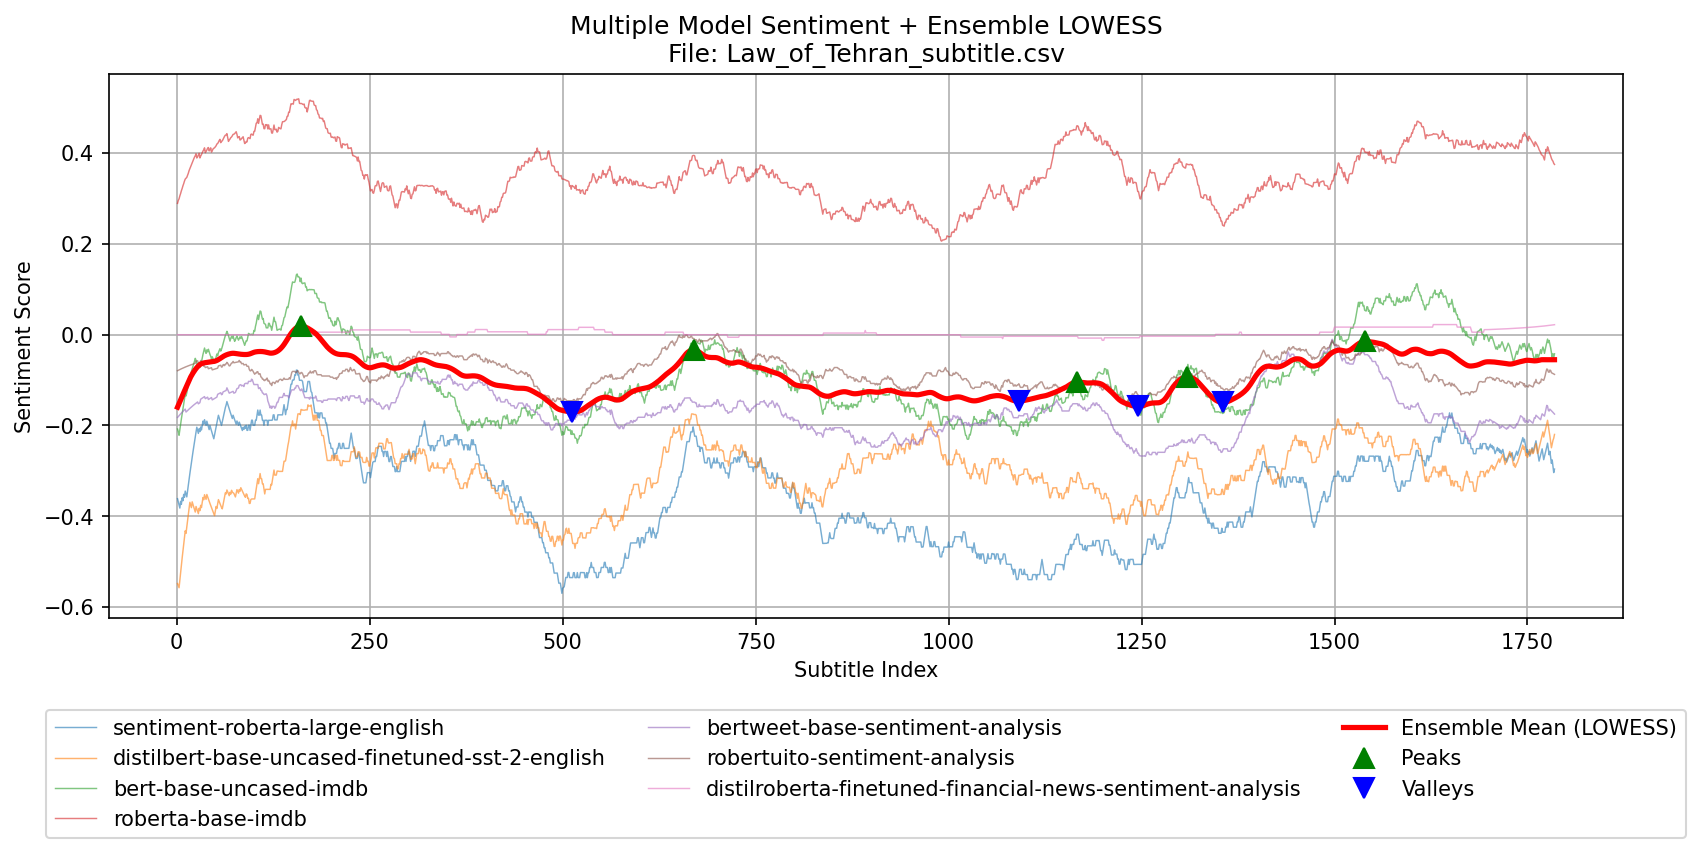 Multiple Model Sentiment + Ensemble LOWESS
File: Law_of_Tehran_subtitle.csv
Sentiment Score
0.4
0.2
0.0
−0.2
−0.4
−0.6
0 250 500 750 1000 1250 1500 1750
Subtitle Index
sentiment-roberta-large-english
distilbert-base-uncased-finetuned-sst-2-english
bert-base-uncased-imdb
roberta-base-imdb
bertweet-base-sentiment-analysis
robertuito-sentiment-analysis
distilroberta-finetuned-financial-news-sentiment-analysis
Ensemble Mean (LOWESS)
Peaks
Valleys